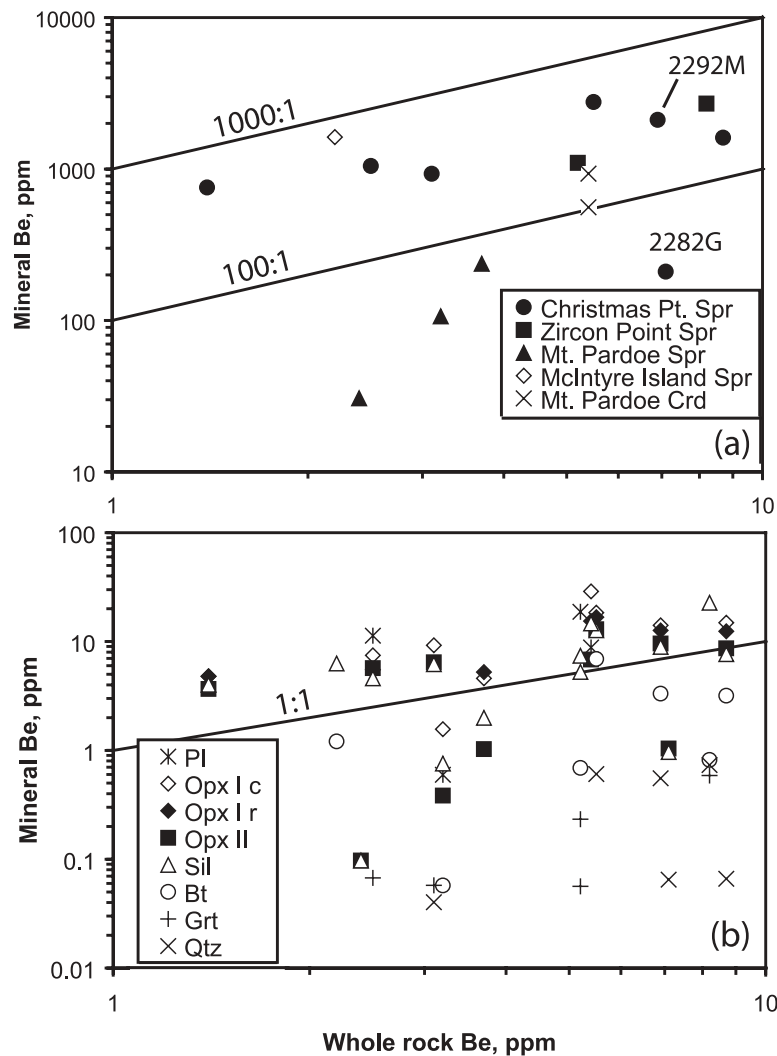 10000
1000
100
10
1
10
Mineral Be, ppm
1000:1
100:1
2292M
2282G
Christmas Pt. Spr
Zircon Point Spr
Mt. Pardoe Spr
McIntyre Island Spr
Mt. Pardoe Crd
(a)
100
10
1
0.1
0.01
1
10
Mineral Be, ppm
1:1
Pl
Opx I c
Opx I r
Opx II
Sil
Bt
Grt
Qtz
(b)
Whole rock Be, ppm